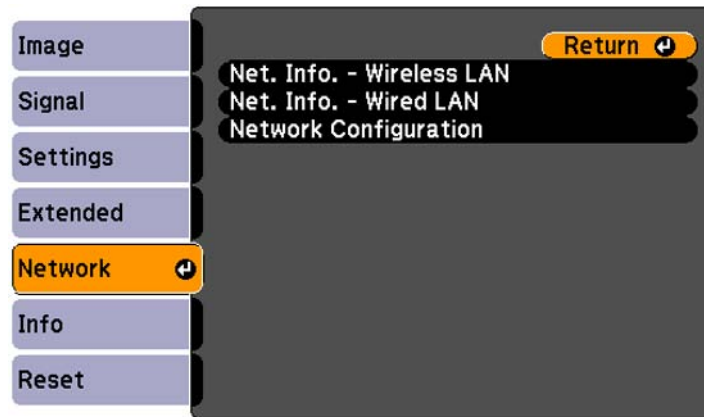 Image
Signal
Settings
Extended
Network
Info
Reset
Return
Net. Info. - Wireless LAN
Net. Info. - Wired LAN
Network Configuration